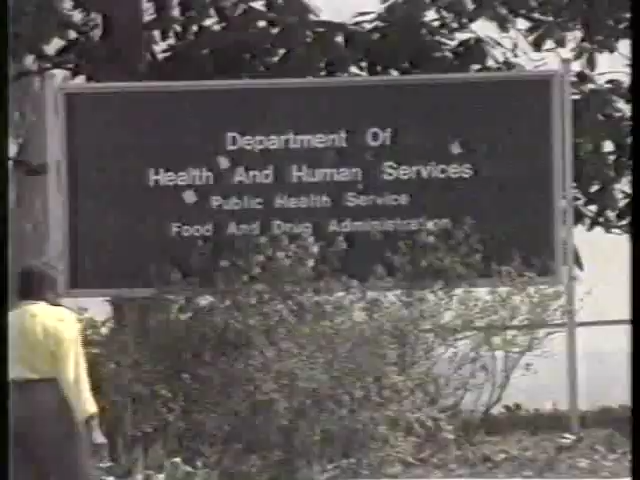 Department Of
Health And Human Services
Public Health Service
Food And Drug Administration